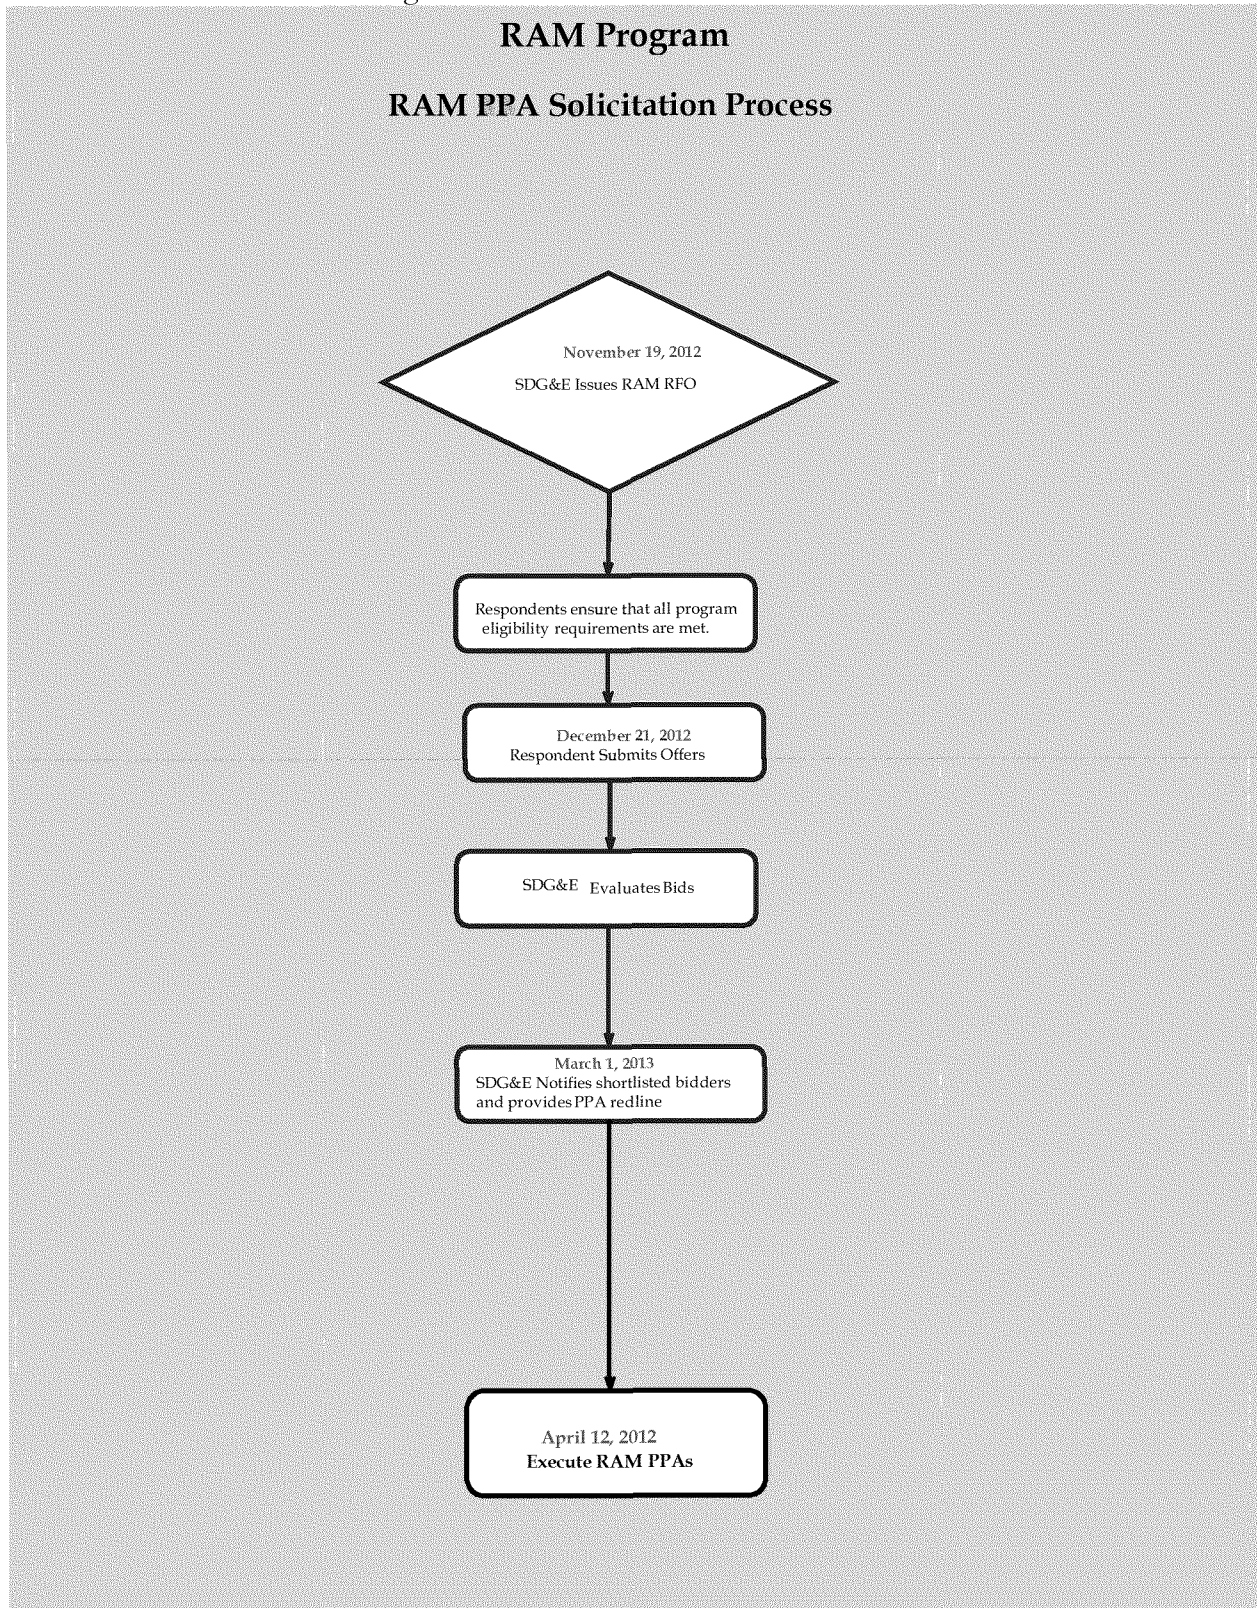 RAM Program
RAM PPA Solicitation Process
November 19, 2012
SDG&E Issues RAM RFO
Respondents ensure that all program
eligibility requirements are met.
December 21, 2012
Respondent Submits Offers
SDG&E Evaluates Bids
March 1, 2013
SDG&E Notifies shortlisted bidders
and provides PPA redline
April 12, 2012
Execute RAM PPAs